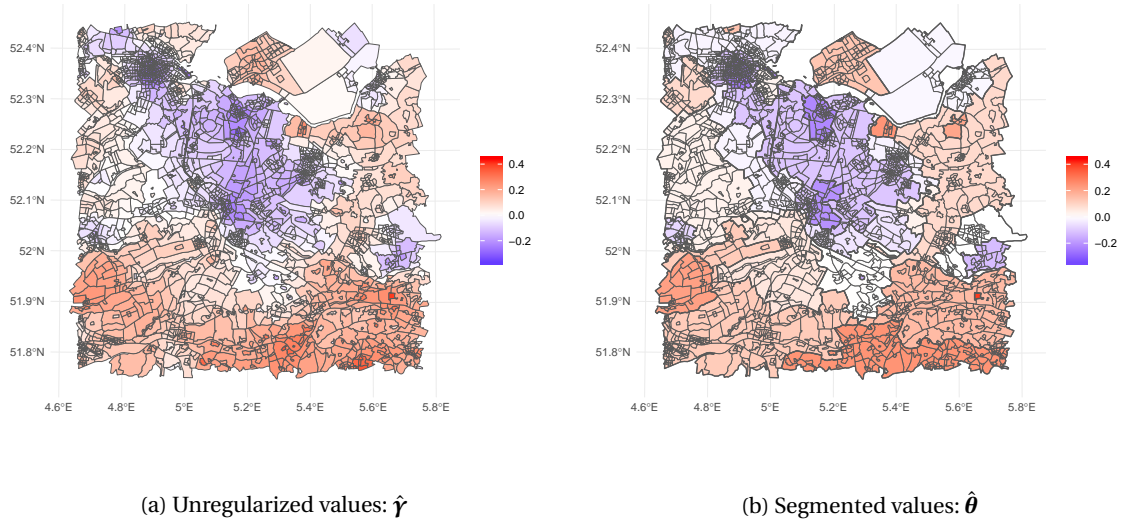 52.4°N
52.3°N
52.2°N
52.1°N
52°N
51.9°N
51.8°N
4.6°E 4.8°E 5°E 5.2°E 5.4°E 5.6°E 5.8°E
0.4
0.2
0.0
−0.2
(a) Unregularized values: γ̂
52.4°N
52.3°N
52.2°N
52.1°N
52°N
51.9°N
51.8°N
4.6°E 4.8°E 5°E 5.2°E 5.4°E 5.6°E 5.8°E
0.4
0.2
0.0
−0.2
(b) Segmented values: θ̂